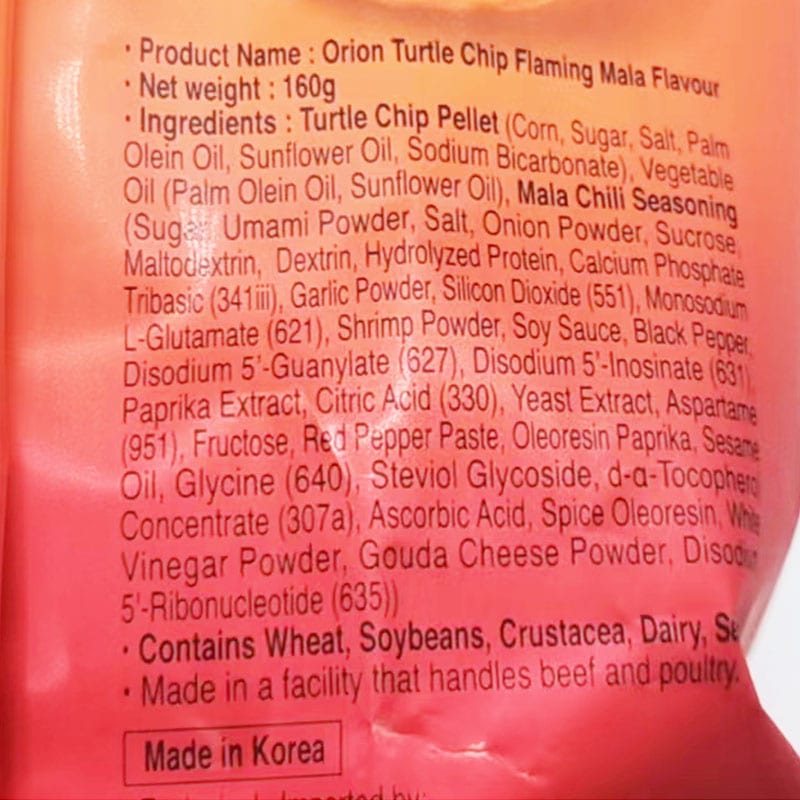 · Product Name : Orion Turtle Chip Flaming Mala Flavour
· Net weight : 160g
· Ingredients : Turtle Chip Pellet (Corn, Sugar, Salt, Palm
Olein Oil, Sunflower Oil, Sodium Bicarbonate), Vegetable
Oil (Palm Olein Oil, Sunflower Oil), Mala Chili Seasoning
(Sugar, Umami Powder, Salt, Onion Powder, Sucrose,
Maltodextrin, Dextrin, Hydrolyzed Protein, Calcium Phosphate
Tribasic (341iii), Garlic Powder, Silicon Dioxide (551), Monosodium
L-Glutamate (621), Shrimp Powder, Soy Sauce, Black Pepper,
Disodium 5'-Guanylate (627), Disodium 5'-Inosinate (631)
Paprika Extract, Citric Acid (330), Yeast Extract, Aspartame
(951), Fructose, Red Pepper Paste, Oleoresin Paprika, Sesame
Oil, Glycine (640), Steviol Glycoside, d-α-Tocopherol
Concentrate (307a), Ascorbic Acid, Spice Oleoresin, White
Vinegar Powder, Gouda Cheese Powder, Disodium
5'-Ribonucleotide (635))
· Contains Wheat, Soybeans, Crustacea, Dairy,
· Made in a facility that handles beef and poultry.
Made in Korea